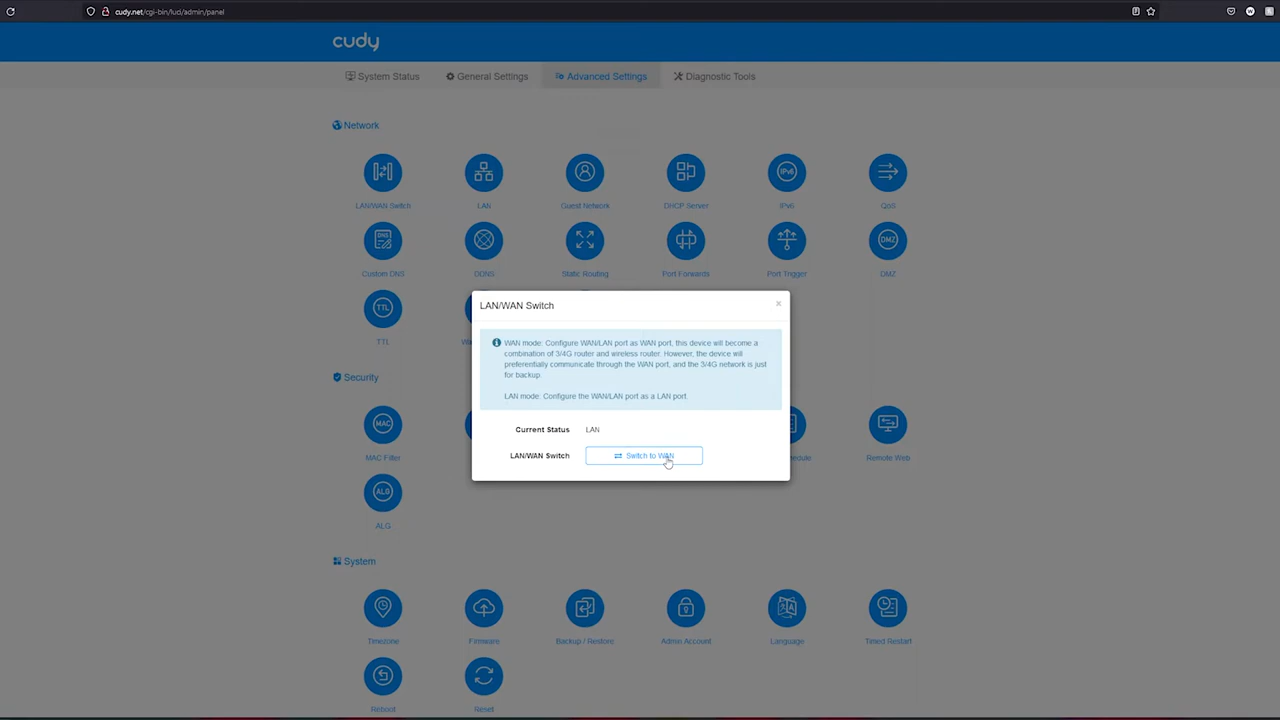 cudy.net/cgi-bin/luci/admin/panel
cudy
System Status
General Settings
Advanced Settings
Diagnostic Tools
Network
LAN/WAN Switch
LAN
Guest Network
DHCP Server
IPv6
IPv6
QoS
DNS
DMZ
Custom DNS
DDNS
Static Routing
Port Forwards
Port Trigger
DMZ
TTL
TTL
LAN/WAN Switch
×
WAN mode: Configure WAN/LAN port as WAN port, this device will become a
combination of 3/4G router and wireless router. However, the device will
preferentially communicate through the WAN port, and the 3/4G network is just
for backup.
LAN mode: Configure the WAN/LAN port as a LAN port.
Current Status LAN
LAN/WAN Switch Switch to WAN
Security
MAC
MAC Filter
Remote Web
ALG
ALG
System
Timezone
Firmware
Backup / Restore
Admin Account
Language
Timed Restart
Reboot
Reset